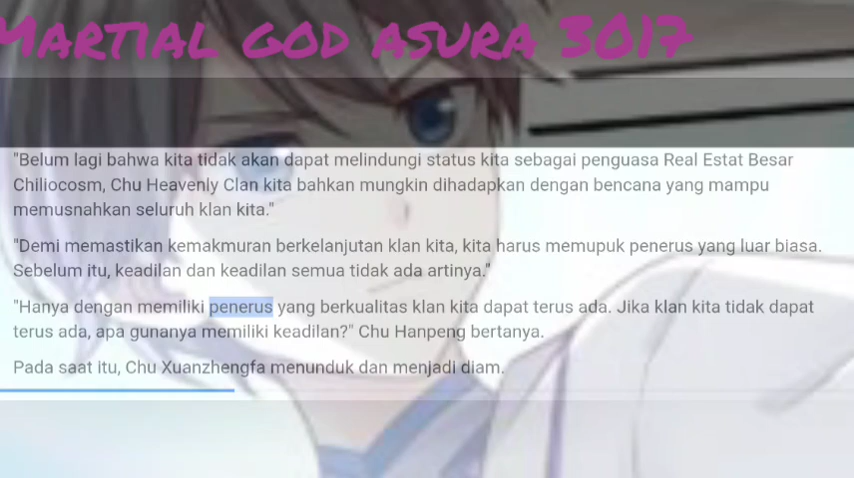 MARTIAL GOD ASURA 3017
"Belum lagi bahwa kita tidak akan dapat melindungi status kita sebagai penguasa Real Estat Besar
Chiliocosm, Chu Heavenly Clan kita bahkan mungkin dihadapkan dengan bencana yang mampu
memusnahkan seluruh klan kita."
"Demi memastikan kemakmuran berkelanjutan klan kita, kita harus memupuk penerus yang luar biasa.
Sebelum itu, keadilan dan keadilan semua tidak ada artinya."
"Hanya dengan memiliki penerus yang berkualitas klan kita dapat terus ada. Jika klan kita tidak dapat
terus ada, apa gunanya memiliki keadilan?" Chu Hanpeng bertanya.
Pada saat itu, Chu Xuanzhengfa menunduk dan menjadi diam.